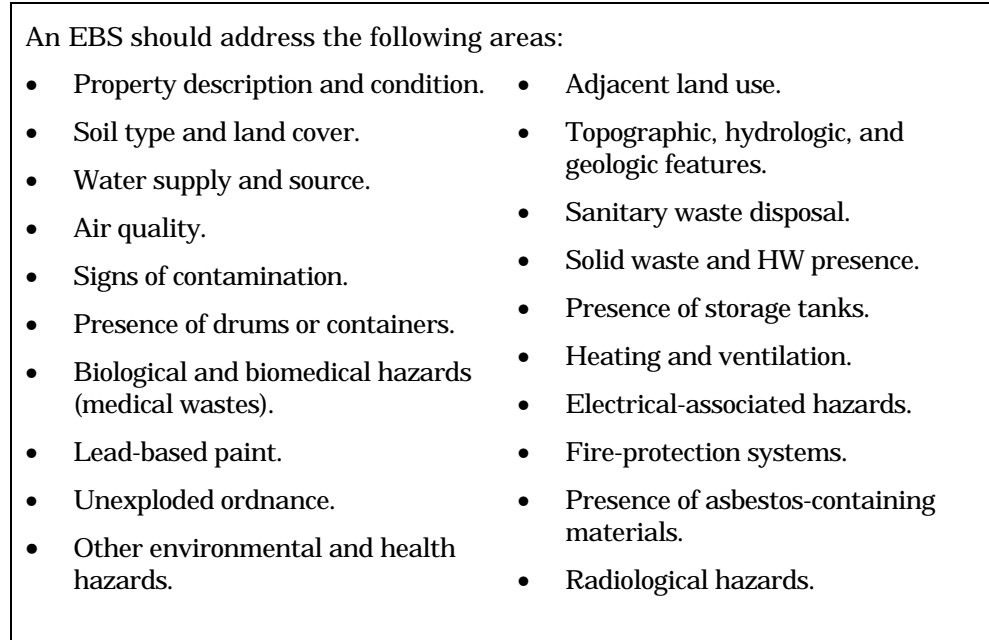 An EBS should address the following areas:
• Property description and condition.
• Soil type and land cover.
• Water supply and source.
• Air quality.
• Signs of contamination.
• Presence of drums or containers.
• Biological and biomedical hazards
(medical wastes).
• Lead-based paint.
• Unexploded ordnance.
• Other environmental and health
hazards.
• Adjacent land use.
• Topographic, hydrologic, and
geologic features.
• Sanitary waste disposal.
• Solid waste and HW presence.
• Presence of storage tanks.
• Heating and ventilation.
• Electrical-associated hazards.
• Fire-protection systems.
• Presence of asbestos-containing
materials.
• Radiological hazards.